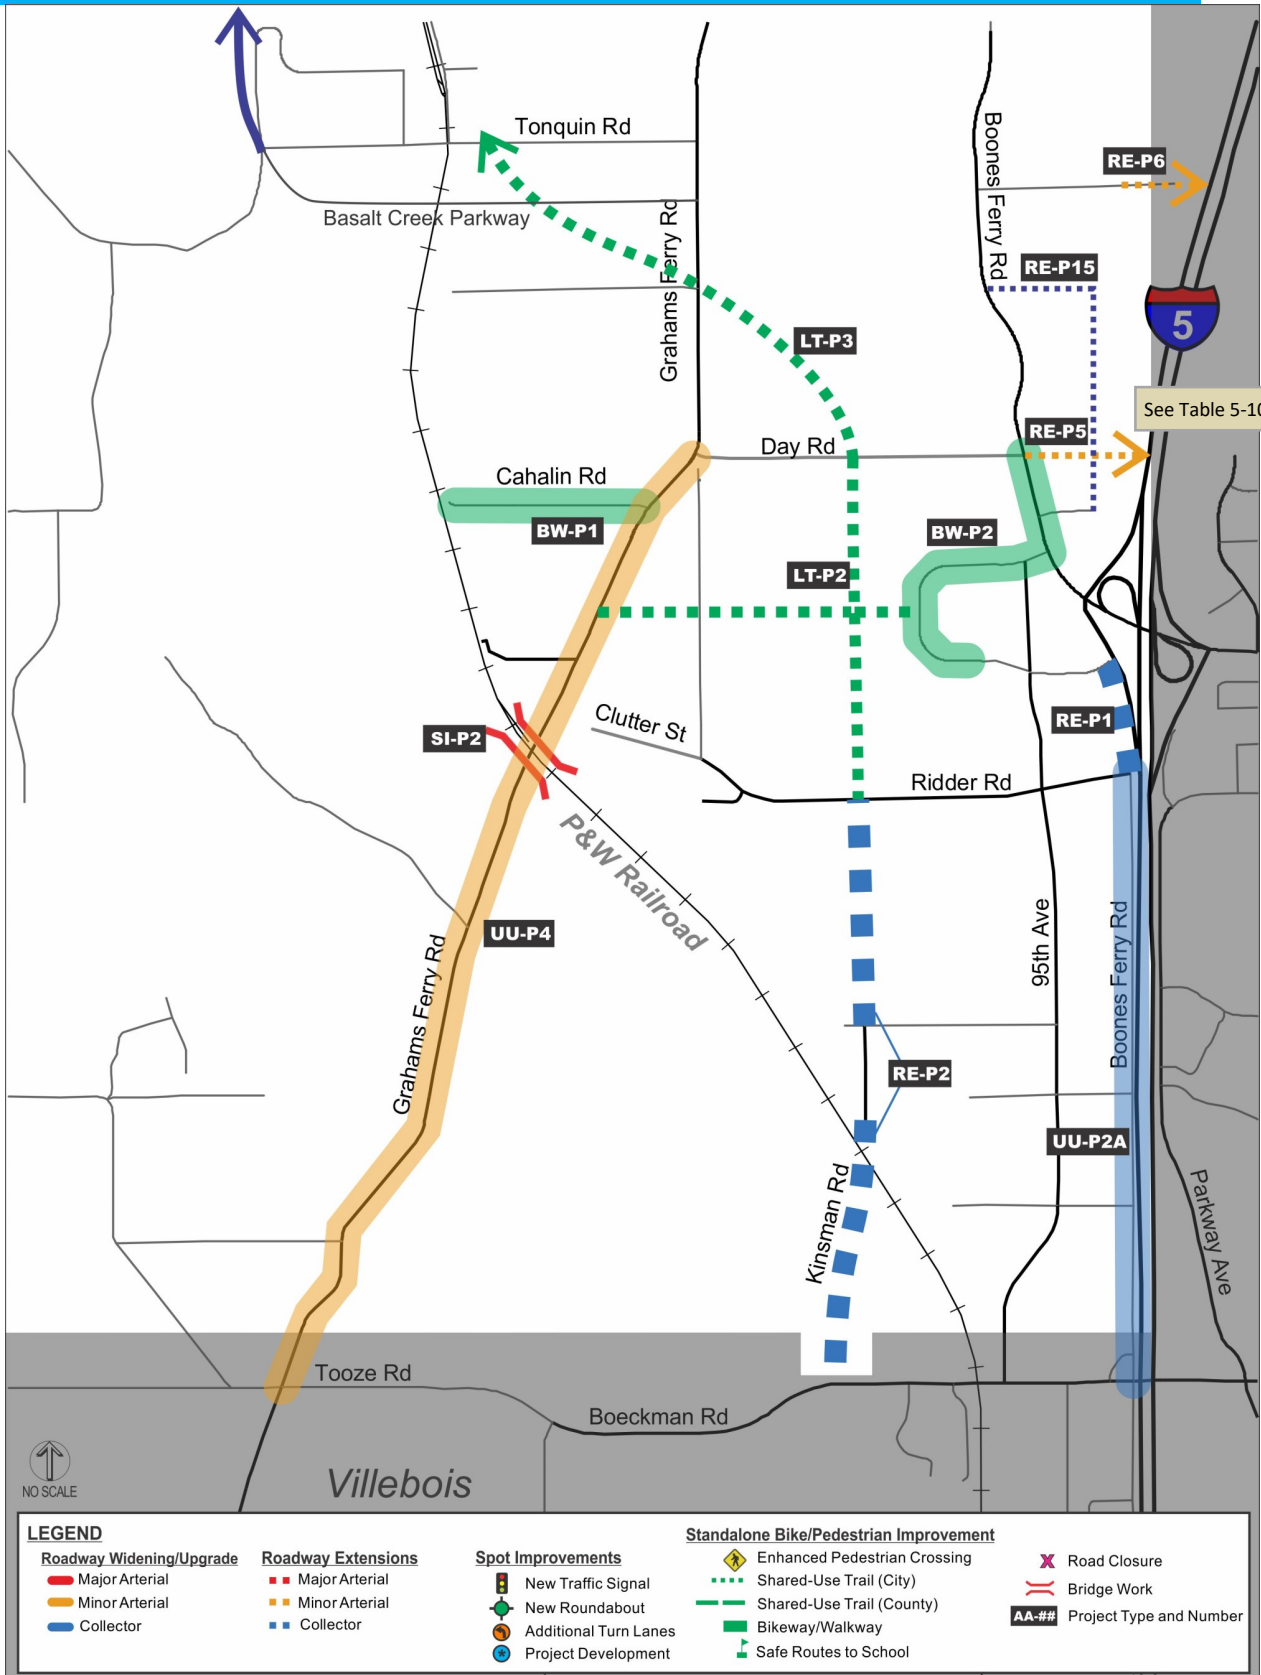 Tonquin Rd
Boones Ferry Rd
RE-P6
Basalt Creek Parkway
Grahams Ferry Rd
RE-P15
5
LT-P3
See Table 5-10
RE-P5
Day Rd
Cahalin Rd
BW-P1
BW-P2
LT-P2
Clutter St
SI-P2
RE-P1
Ridder Rd
P&W Railroad
UU-P4
95th Ave
Boones Ferry Rd
Grahams Ferry Rd
RE-P2
UU-P2A
Kinsman Rd
Parkway Ave
Tooze Rd
Boeckman Rd
NO SCALE
Villebois
LEGEND
Roadway Widening/Upgrade
Major Arterial
Minor Arterial
Collector
Roadway Extensions
Major Arterial
Minor Arterial
Collector
Spot Improvements
New Traffic Signal
New Roundabout
Additional Turn Lanes
Project Development
Standalone Bike/Pedestrian Improvement
Enhanced Pedestrian Crossing
Shared-Use Trail (City)
Shared-Use Trail (County)
Bikeway/Walkway
Safe Routes to School
X Road Closure
Bridge Work
AA-## Project Type and Number